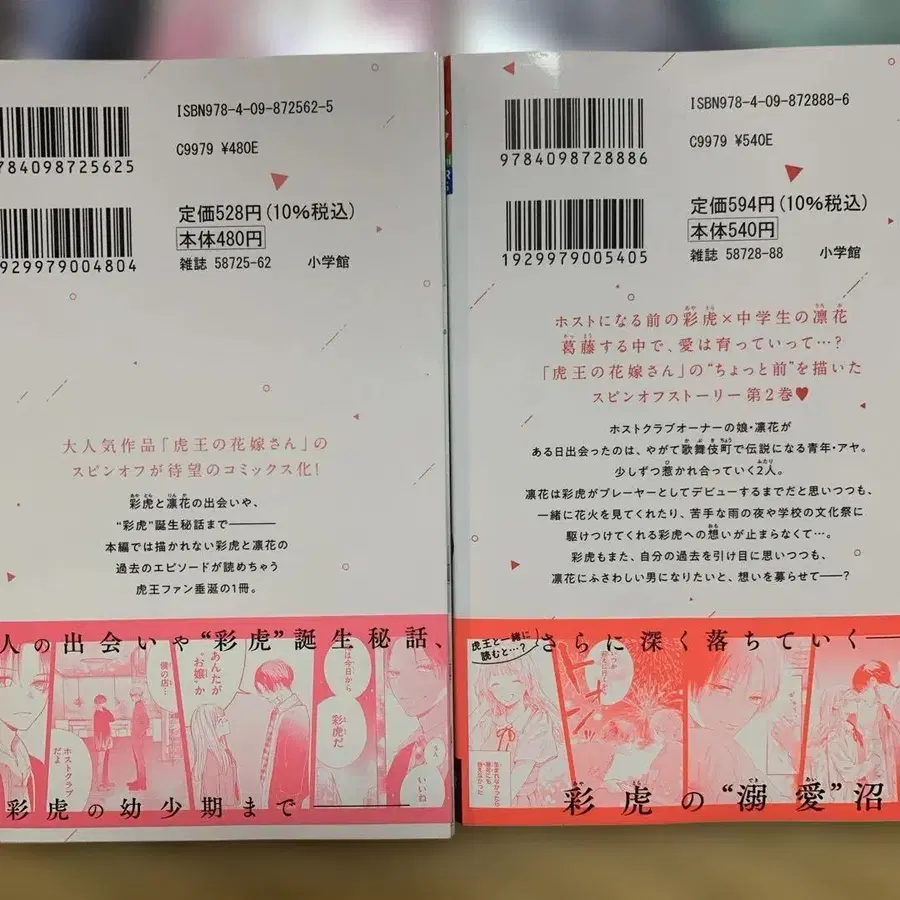 ISBN978-4-09-872562-5
C9979 ¥480E
784098725625
定価528円(10%税込)
本体480円
雑誌 58725-62 小学館
929979004804
大人気作品「虎王の花嫁さん」の
スピンオフが待望のコミックス化!
彩虎と凛花の出会いや、
“彩虎”誕生秘話まで――
本編では描かれない彩虎と凛花の
過去のエピソードが読めちゃう
虎王ファン垂涎の1冊。
人の出会いや“彩虎”誕生秘話、
僕の店…
ホストクラブだよ
あんたが
“お嬢”か
は今日から
彩虎だ
うん
いいね
彩虎の幼少期まで――
ISBN978-4-09-872888-6
C9979 ¥540E
9784098728886
定価594円(10%税込)
本体540円
雑誌 58728-88 小学館
1929979005405
ホストになる前の彩虎×中学生の凛花
葛藤する中で、愛は育っていって…?
「虎王の花嫁さん」の“ちょっと前”を描いた
スピンオフストーリー第2巻♥
ホストクラブオーナーの娘・凛花が
ある日出会ったのは、やがて歌舞伎町で伝説になる青年・アヤ。
少しずつ惹かれ合っていく2人。
凛花は彩虎がプレーヤーとしてデビューするまでだと思いつつも、
一緒に花火を見てくれたり、苦手な雨の夜や学校の文化祭に
駆けつけてくれる彩虎への想いが止まらなくて…。
彩虎もまた、自分の過去を引け目に思いつつも、
凛花にふさわしい男になりたいと、想いを募らせて――?
虎王と一緒に
読むと…?
さらに深く落ちていく――
彩虎の“溺愛”沼